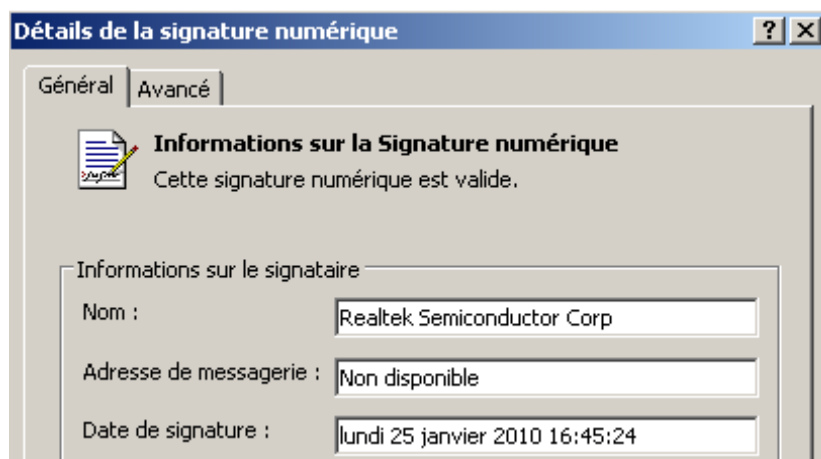 Détails de la signature numérique
Général Avancé
Informations sur la Signature numérique
Cette signature numérique est valide.
Informations sur le signataire
Nom : Realtek Semiconductor Corp
Adresse de messagerie : Non disponible
Date de signature : lundi 25 janvier 2010 16:45:24